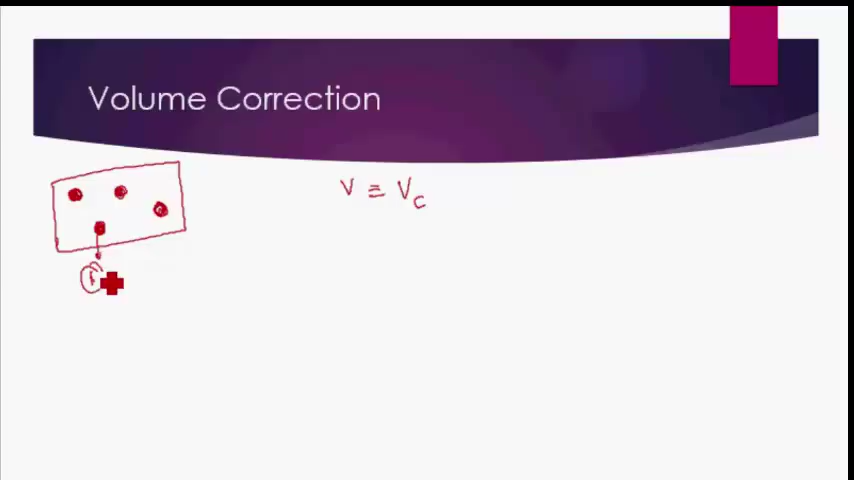 Volume Correction
V = V_C